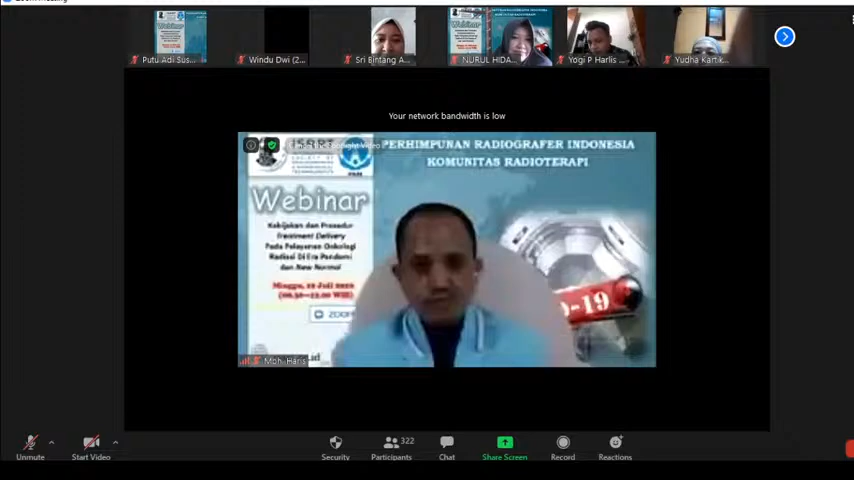 Putu Adi Sus...
Windu Dwi (2...
Sri Bintang A...
NURUL HIDA...
Yogi P Harlis ...
Yudha Kartik...
Your network bandwidth is low
PERHIMPUNAN RADIOGRAFER INDONESIA
KOMUNITAS RADIOTERAPI
Webinar
Kebijakan dan Prosedur
Treatment Delivery
Pada Pelayanan Onkologi
Radiasi Di Era Pandemi
dan New Normal
Minggu, 12 Juli 2020
ZOOM
-19
Moh Haris
Unmute
Start Video
Security
Participants
322
Chat
Share Screen
Record
Reactions